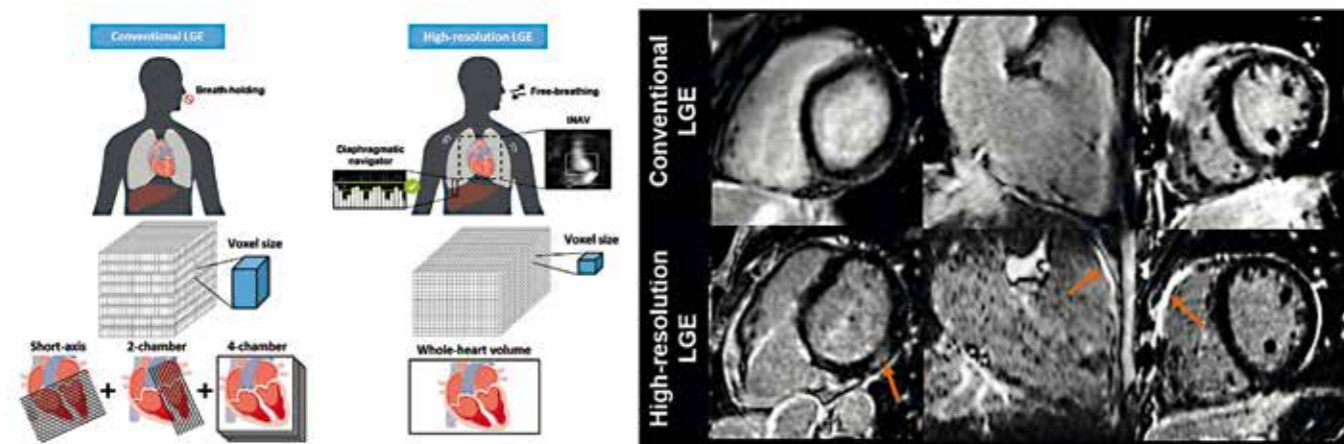 Conventional LGE
High-resolution LGE
Breath-holding
Free-breathing
iNAV
Diaphragmatic
navigator
Voxel size
Voxel size
Short-axis
2-chamber
4-chamber
+
+
Whole-heart volume
Conventional
LGE
High-resolution
LGE